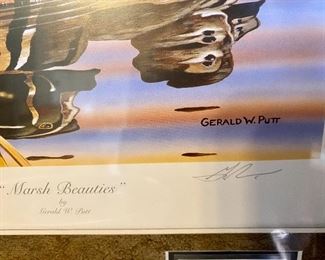 GERALD W. PUTT
"Marsh Beauties"
by
Gerald W. Putt